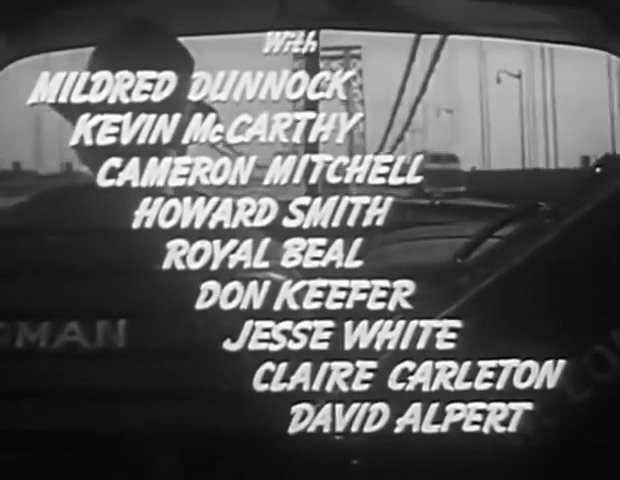 With
MILDRED DUNNOCK
KEVIN McCARTHY
CAMERON MITCHELL
HOWARD SMITH
ROYAL BEAL
DON KEEFER
JESSE WHITE
CLAIRE CARLETON
DAVID ALPERT
OMAN